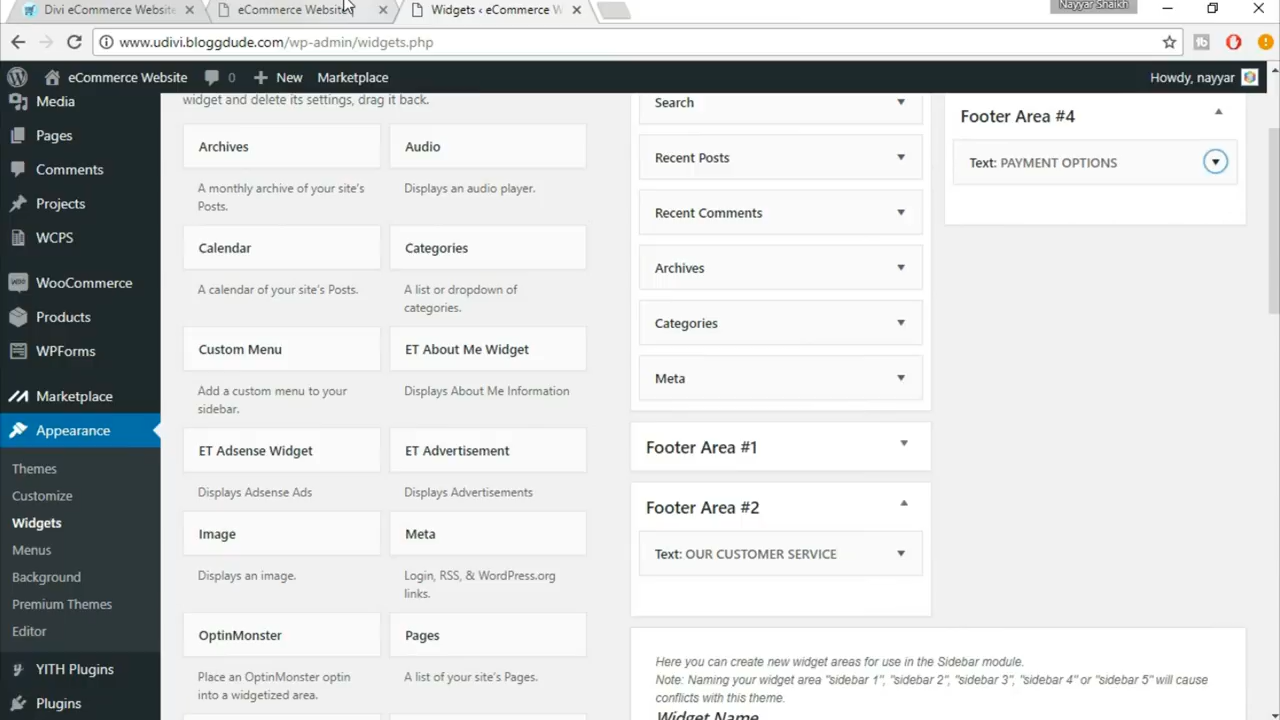 Divi eCommerce Website
eCommerce Website
Widgets ‹ eCommerce W
Nayyar Shaikh
www.udivi.bloggdude.com/wp-admin/widgets.php
eCommerce Website
0
New
Marketplace
Howdy, nayyar
Media
Pages
Comments
Projects
WCPS
WooCommerce
Products
WPForms
Marketplace
Appearance
Themes
Customize
Widgets
Menus
Background
Premium Themes
Editor
YITH Plugins
Plugins
widget and delete its settings, drag it back.
Archives
A monthly archive of your site's
Posts.
Audio
Displays an audio player.
Calendar
A calendar of your site's Posts.
Categories
A list or dropdown of
categories.
Custom Menu
Add a custom menu to your
sidebar.
ET About Me Widget
Displays About Me Information
ET Adsense Widget
Displays Adsense Ads
ET Advertisement
Displays Advertisements
Image
Displays an image.
Meta
Login, RSS, & WordPress.org
links.
OptinMonster
Place an OptinMonster optin
into a widgetized area.
Pages
A list of your site's Pages.
Search
Recent Posts
Recent Comments
Archives
Categories
Meta
Footer Area #1
Footer Area #2
Text: OUR CUSTOMER SERVICE
Footer Area #4
Text: PAYMENT OPTIONS
Here you can create new widget areas for use in the Sidebar module.
Note: Naming your widget area "sidebar 1", "sidebar 2", "sidebar 3", "sidebar 4" or "sidebar 5" will cause
conflicts with this theme.
Widget Name